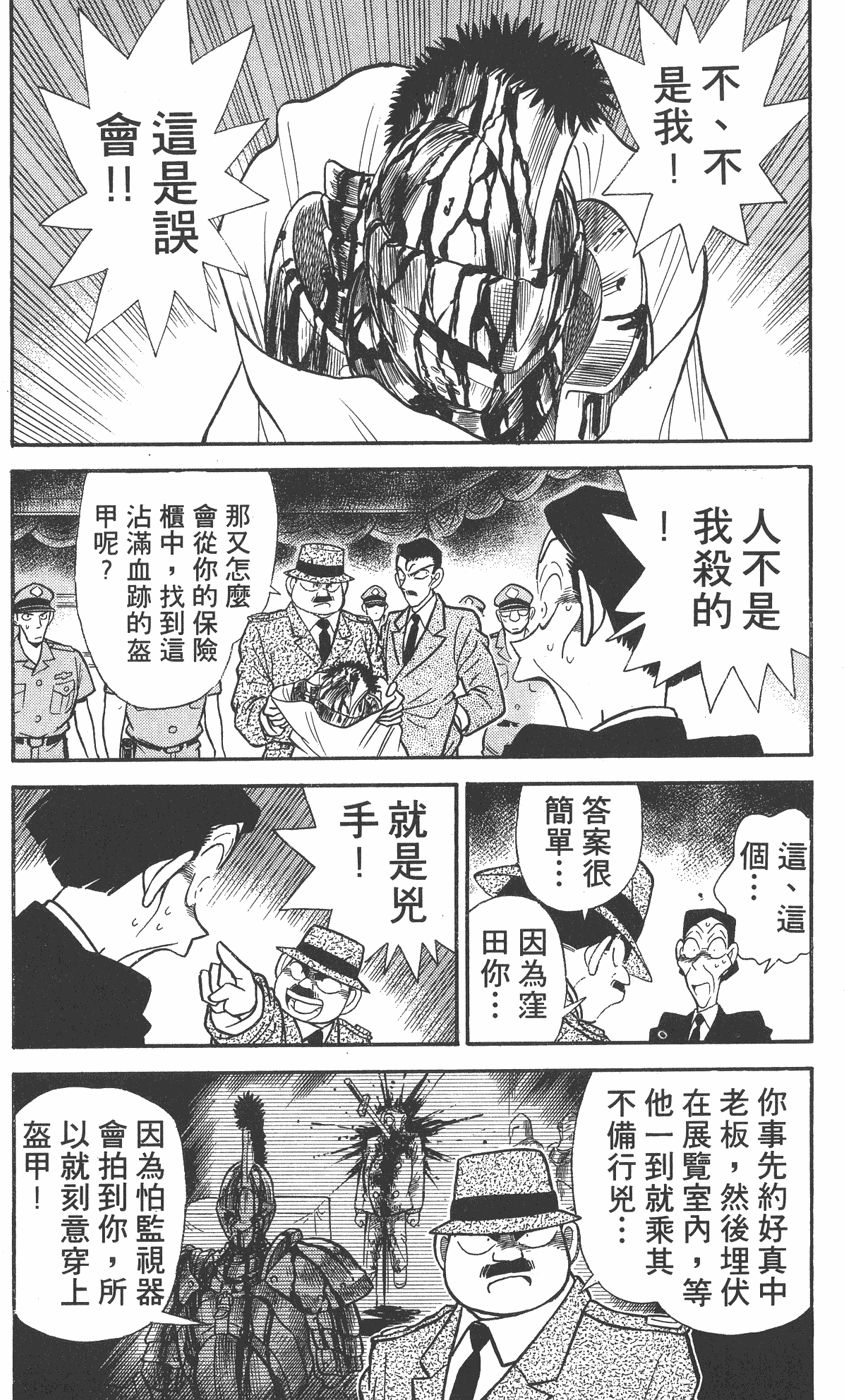 不、不
是我！
這是誤
會!!
人不是
我殺的
！
那又怎麼
會從你的保險
櫃中，找到這
沾滿血跡的盔
甲呢？
這、這
個…
答案很
簡單…
因為窪
田你…
就是兇
手！
你事先約好真中
老板，然後埋伏
在展覽室內，等
他一到就乘其
不備行兇…
因為怕監視器
會拍到你，所
以就刻意穿上
盔甲！